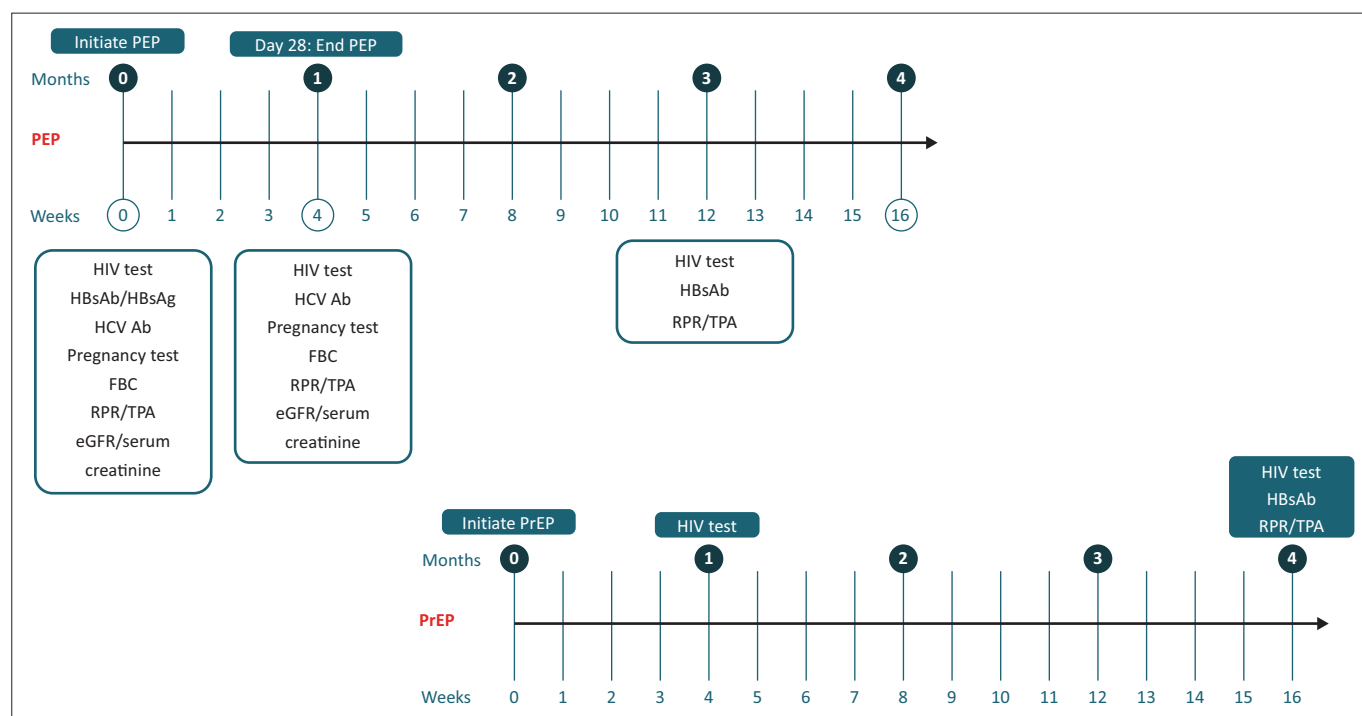 Initiate PEP
Day 28: End PEP
Months 0 1 2 3 4
PEP
Weeks 0 1 2 3 4 5 6 7 8 9 10 11 12 13 14 15 16
HIV test
HBsAb/HBsAg
HCV Ab
Pregnancy test
FBC
RPR/TPA
eGFR/serum
creatinine
HIV test
HCV Ab
Pregnancy test
FBC
RPR/TPA
eGFR/serum
creatinine
HIV test
HBsAb
RPR/TPA
Initiate PrEP
HIV test
HIV test
HBsAb
RPR/TPA
Months 0 1 2 3 4
PrEP
Weeks 0 1 2 3 4 5 6 7 8 9 10 11 12 13 14 15 16